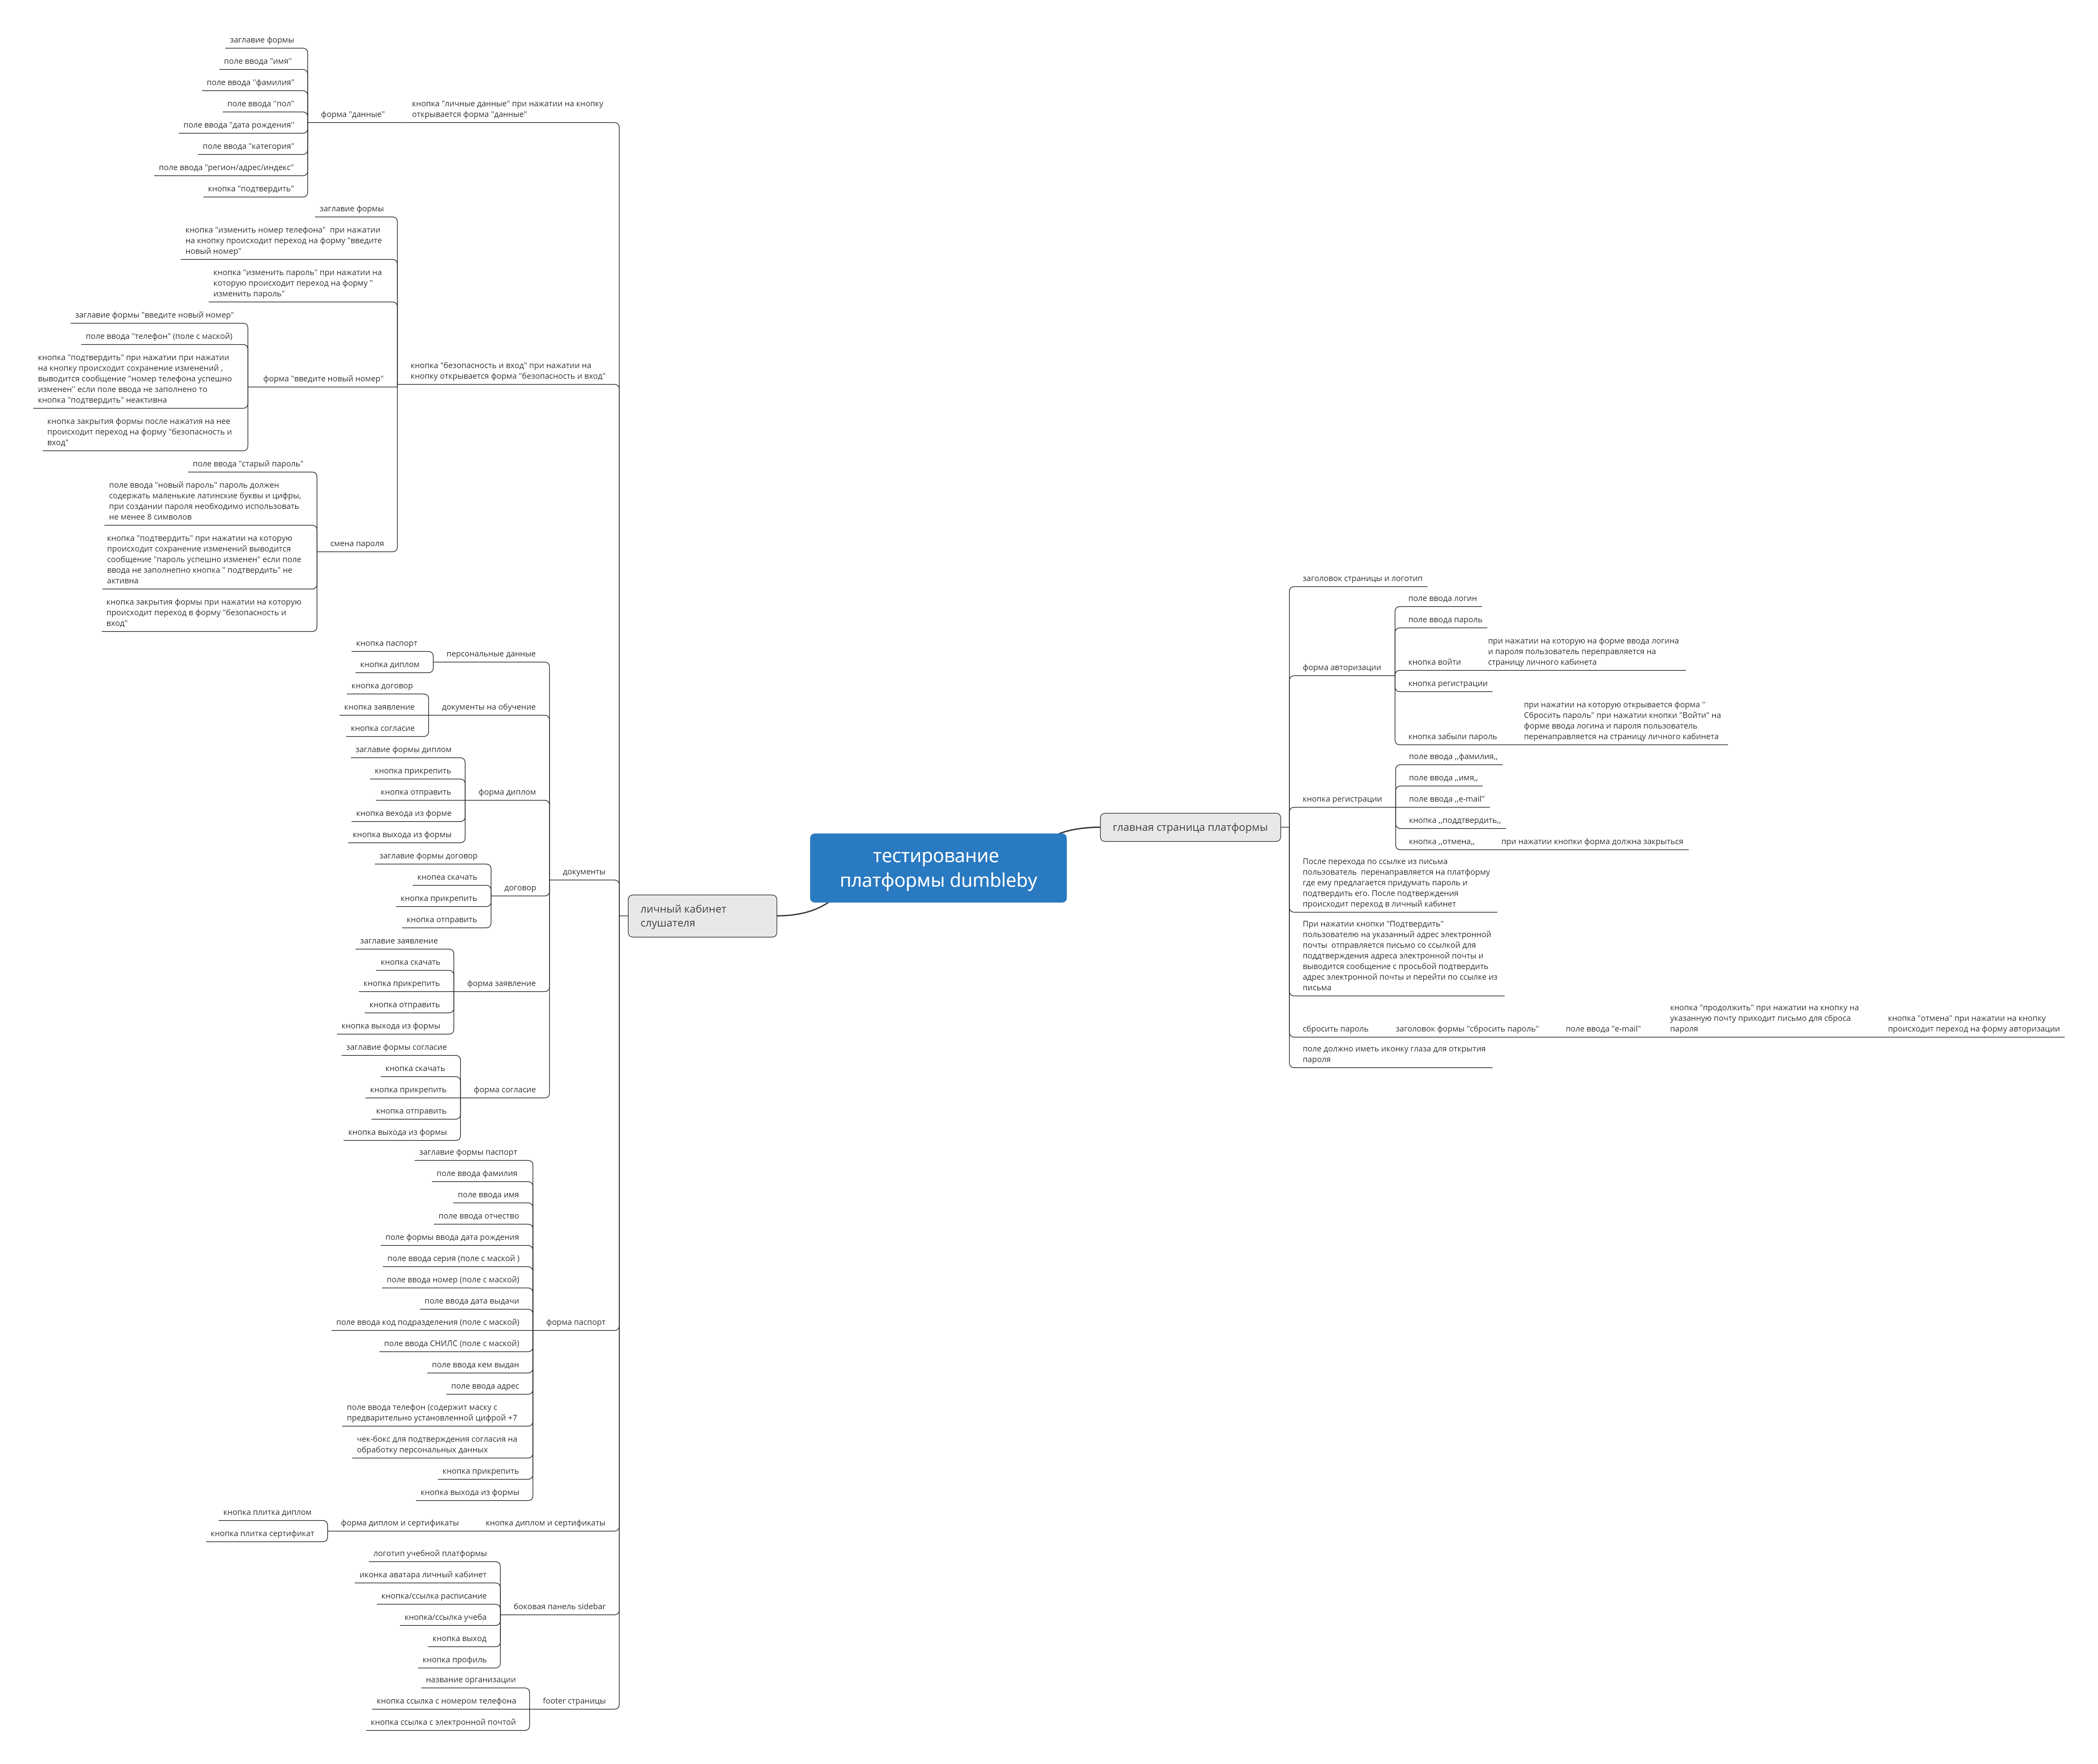 тестирование
платформы dumbleby
главная страница платформы
заголовок страницы и логотип
форма авторизации
поле ввода логин
поле ввода пароль
кнопка войти
при нажатии на которую на форме ввода логина
и пароля пользователь переправляется на
страницу личного кабинета
кнопка регистрации
кнопка забыли пароль
при нажатии на которую открывается форма "
Сбросить пароль" при нажатии кнопки "Войти" на
форме ввода логина и пароля пользователь
перенаправляется на страницу личного кабинета
кнопка регистрации
поле ввода ,,фамилия,,
поле ввода ,,имя,,
поле ввода ,,e-mail"
кнопка ,,поддтвердить,,
кнопка ,,отмена,,
при нажатии кнопки форма должна закрыться
После перехода по ссылке из письма
пользователь  перенаправляется на платформу
где ему предлагается придумать пароль и
подтвердить его. После подтверждения
происходит переход в личный кабинет
При нажатии кнопки "Подтвердить"
пользователю на указанный адрес электронной
почты  отправляется письмо со ссылкой для
поддтверждения адреса электронной почты и
выводится сообщение с просьбой подтвердить
адрес электронной почты и перейти по ссылке из
письма
сбросить пароль
заголовок формы "сбросить пароль"
поле ввода "e-mail"
кнопка "продолжить" при нажатии на кнопку на
указанную почту приходит письмо для сброса
пароля
кнопка "отмена" при нажатии на кнопку
происходит переход на форму авторизации
поле должно иметь иконку глаза для открытия
пароля
личный кабинет
слушателя
кнопка "личные данные" при нажатии на кнопку
открывается форма "данные"
форма "данные"
заглавие формы
поле ввода "имя"
поле ввода "фамилия"
поле ввода "пол"
поле ввода "дата рождения"
поле ввода "категория"
поле ввода "регион/адрес/индекс"
кнопка "подтвердить"
кнопка "безопасность и вход" при нажатии на
кнопку открывается форма "безопасность и вход"
заглавие формы
кнопка "изменить номер телефона"  при нажатии
на кнопку происходит переход на форму "введите
новый номер"
кнопка "изменить пароль" при нажатии на
которую происходит переход на форму "
изменить пароль"
форма "введите новый номер"
заглавие формы "введите новый номер"
поле ввода "телефон" (поле с маской)
кнопка "подтвердить" при нажатии при нажатии
на кнопку происходит сохранение изменений ,
выводится сообщение "номер телефона успешно
изменен" если поле ввода не заполнено то
кнопка "подтвердить" неактивна
кнопка закрытия формы после нажатия на нее
происходит переход на форму "безопасность и
вход"
смена пароля
поле ввода "старый пароль"
поле ввода "новый пароль" пароль должен
содержать маленькие латинские буквы и цифры,
при создании пароля необходимо использовать
не менее 8 символов
кнопка "подтвердить" при нажатии на которую
происходит сохранение изменений выводится
сообщение "пароль успешно изменен" если поле
ввода не заполнепно кнопка " подтвердить" не
активна
кнопка закрытия формы при нажатии на которую
происходит переход в форму "безопасность и
вход"
документы
персональные данные
кнопка паспорт
кнопка диплом
документы на обучение
кнопка договор
кнопка заявление
кнопка согласие
форма диплом
заглавие формы диплом
кнопка прикрепить
кнопка отправить
кнопка вехода из форме
кнопка выхода из формы
договор
заглавие формы договор
кнопеа скачать
кнопка прикрепить
кнопка отправить
форма заявление
заглавие заявление
кнопка скачать
кнопка прикрепить
кнопка отправить
кнопка выхода из формы
форма согласие
заглавие формы согласие
кнопка скачать
кнопка прикрепить
кнопка отправить
кнопка выхода из формы
форма паспорт
заглавие формы паспорт
поле ввода фамилия
поле ввода имя
поле ввода отчество
поле формы ввода дата рождения
поле ввода серия (поле с маской )
поле ввода номер (поле с маской)
поле ввода дата выдачи
поле ввода код подразделения (поле с маской)
поле ввода СНИЛС (поле с маской)
поле ввода кем выдан
поле ввода адрес
поле ввода телефон (содержит маску с
предварительно установленной цифрой +7
чек-бокс для подтверждения согласия на
обработку персональных данных
кнопка прикрепить
кнопка выхода из формы
кнопка диплом и сертификаты
форма диплом и сертификаты
кнопка плитка диплом
кнопка плитка сертификат
боковая панель sidebar
логотип учебной платформы
иконка аватара личный кабинет
кнопка/ссылка расписание
кнопка/ссылка учеба
кнопка выход
кнопка профиль
footer страницы
название организации
кнопка ссылка с номером телефона
кнопка ссылка с электронной почтой